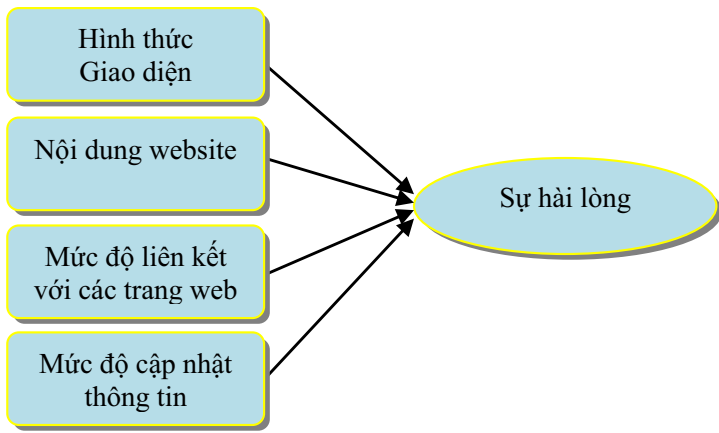 Hình thức
Giao diện
Nội dung website
Mức độ liên kết
với các trang web
Mức độ cập nhật
thông tin
Sự hài lòng